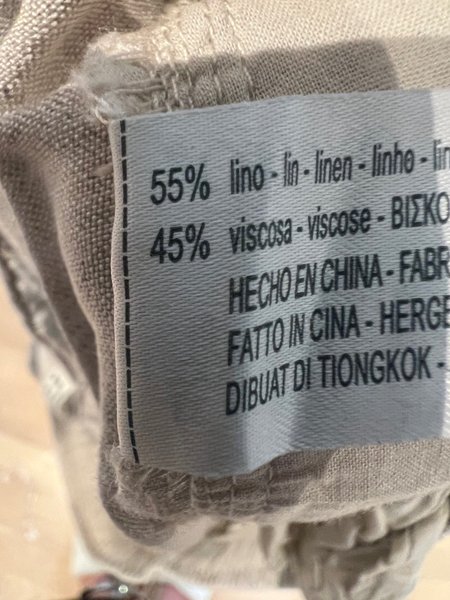 55% lino - lin - linen - linho - lin
45% viscosa - viscose - ΒΙΣΚΟ
HECHO EN CHINA - FABR
FATTO IN CINA - HERGE
DIBUAT DI TIONGKOK -